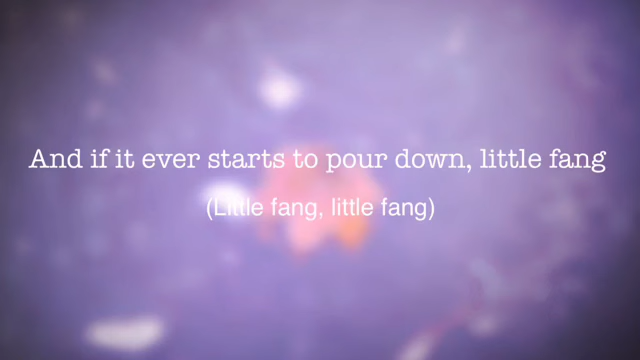 And if it ever starts to pour down, little fang
(Little fang, little fang)